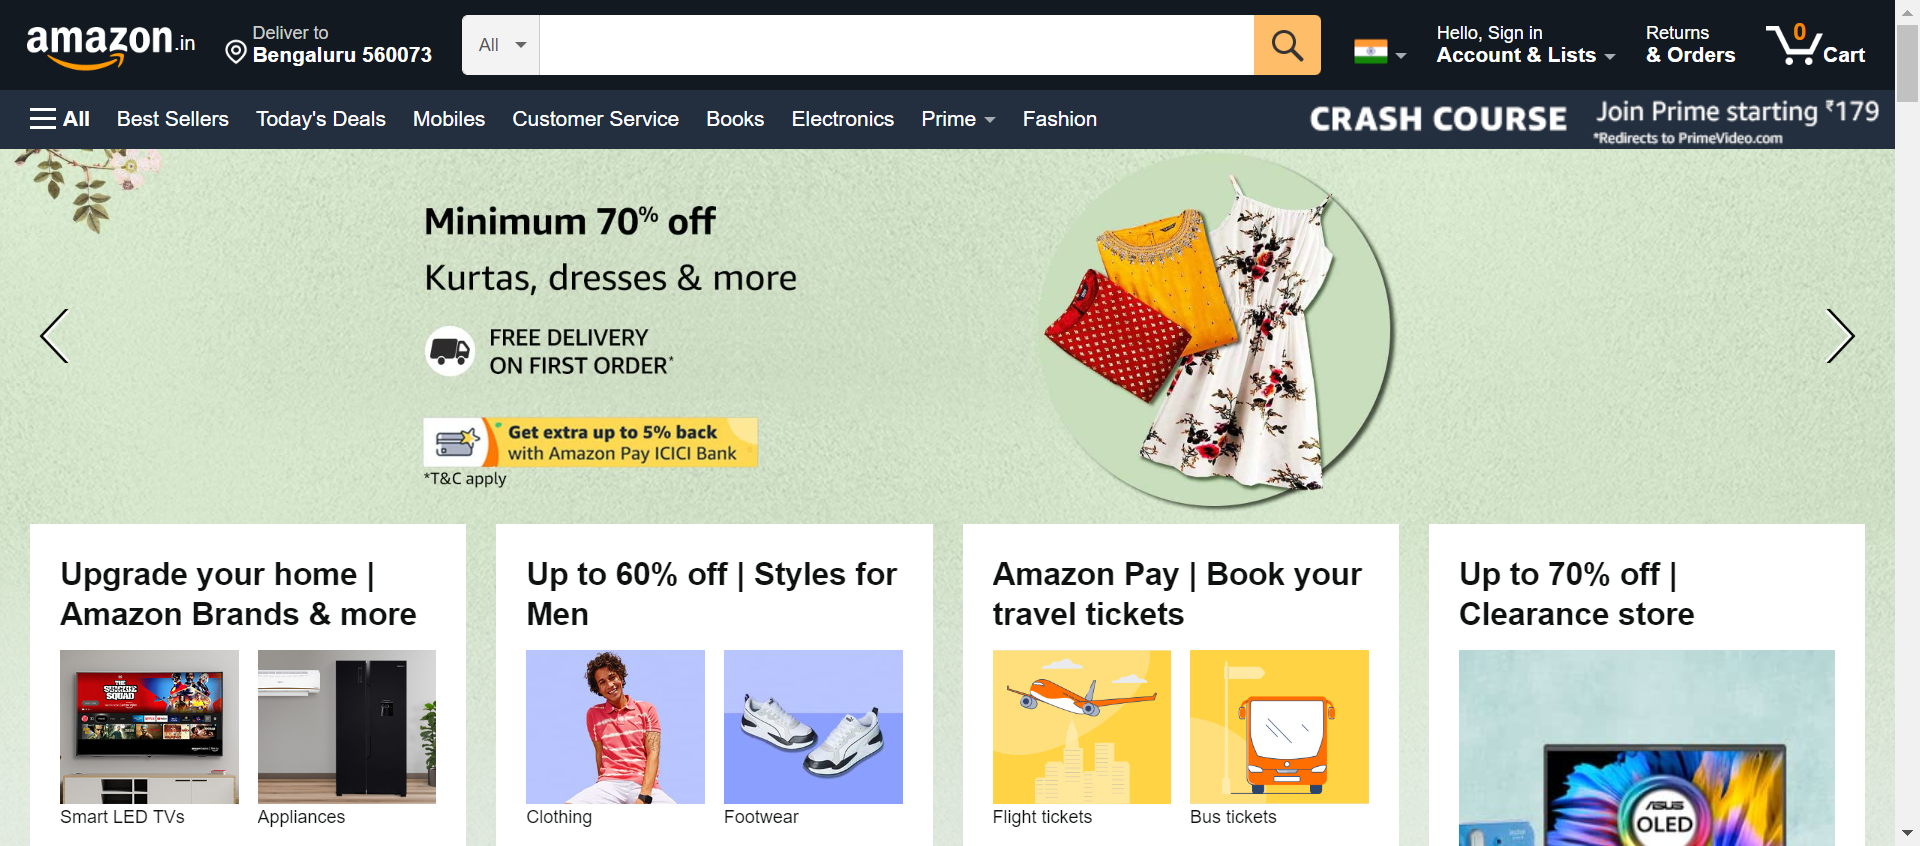 amazon.in
Deliver to
Bengaluru 560073
All
Hello, Sign in
Account & Lists
Returns
& Orders
0
Cart
All
Best Sellers
Today's Deals
Mobiles
Customer Service
Books
Electronics
Prime
Fashion
CRASH COURSE
Join Prime starting ₹179
*Redirects to PrimeVideo.com
Minimum 70% off
Kurtas, dresses & more
FREE DELIVERY
ON FIRST ORDER*
Get extra up to 5% back
with Amazon Pay ICICI Bank
*T&C apply
Upgrade your home |
Amazon Brands & more
THE
SUICIDE
SQUAD
Smart LED TVs
Appliances
Up to 60% off | Styles for
Men
Clothing
Footwear
Amazon Pay | Book your
travel tickets
Flight tickets
Bus tickets
Up to 70% off |
Clearance store
ASUS
OLED